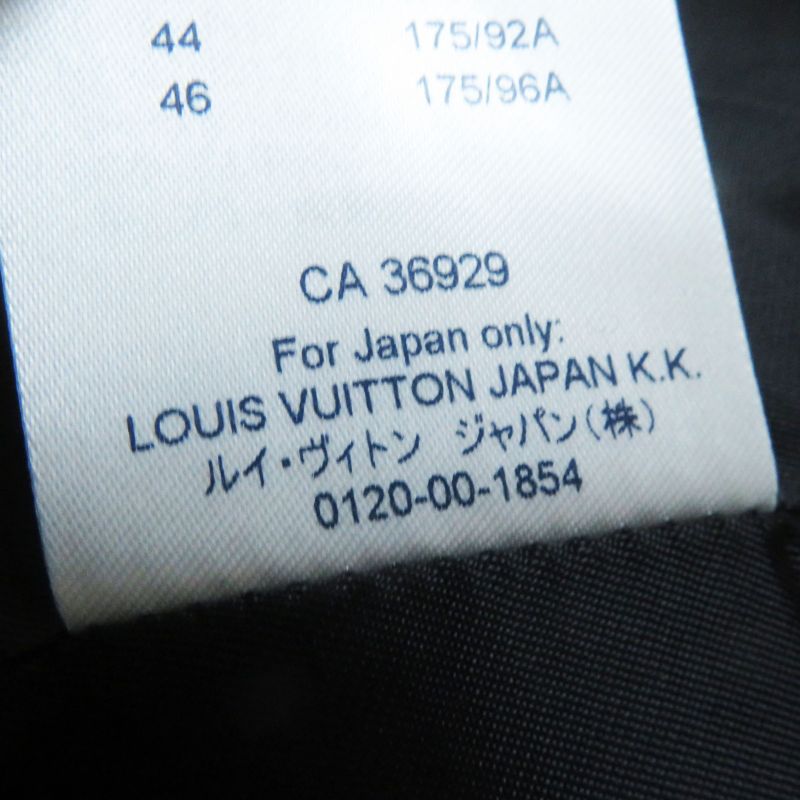 44 175/92A
46 175/96A
CA 36929
For Japan only:
LOUIS VUITTON JAPAN K.K.
ルイ・ヴィトン ジャパン(株)
0120-00-1854